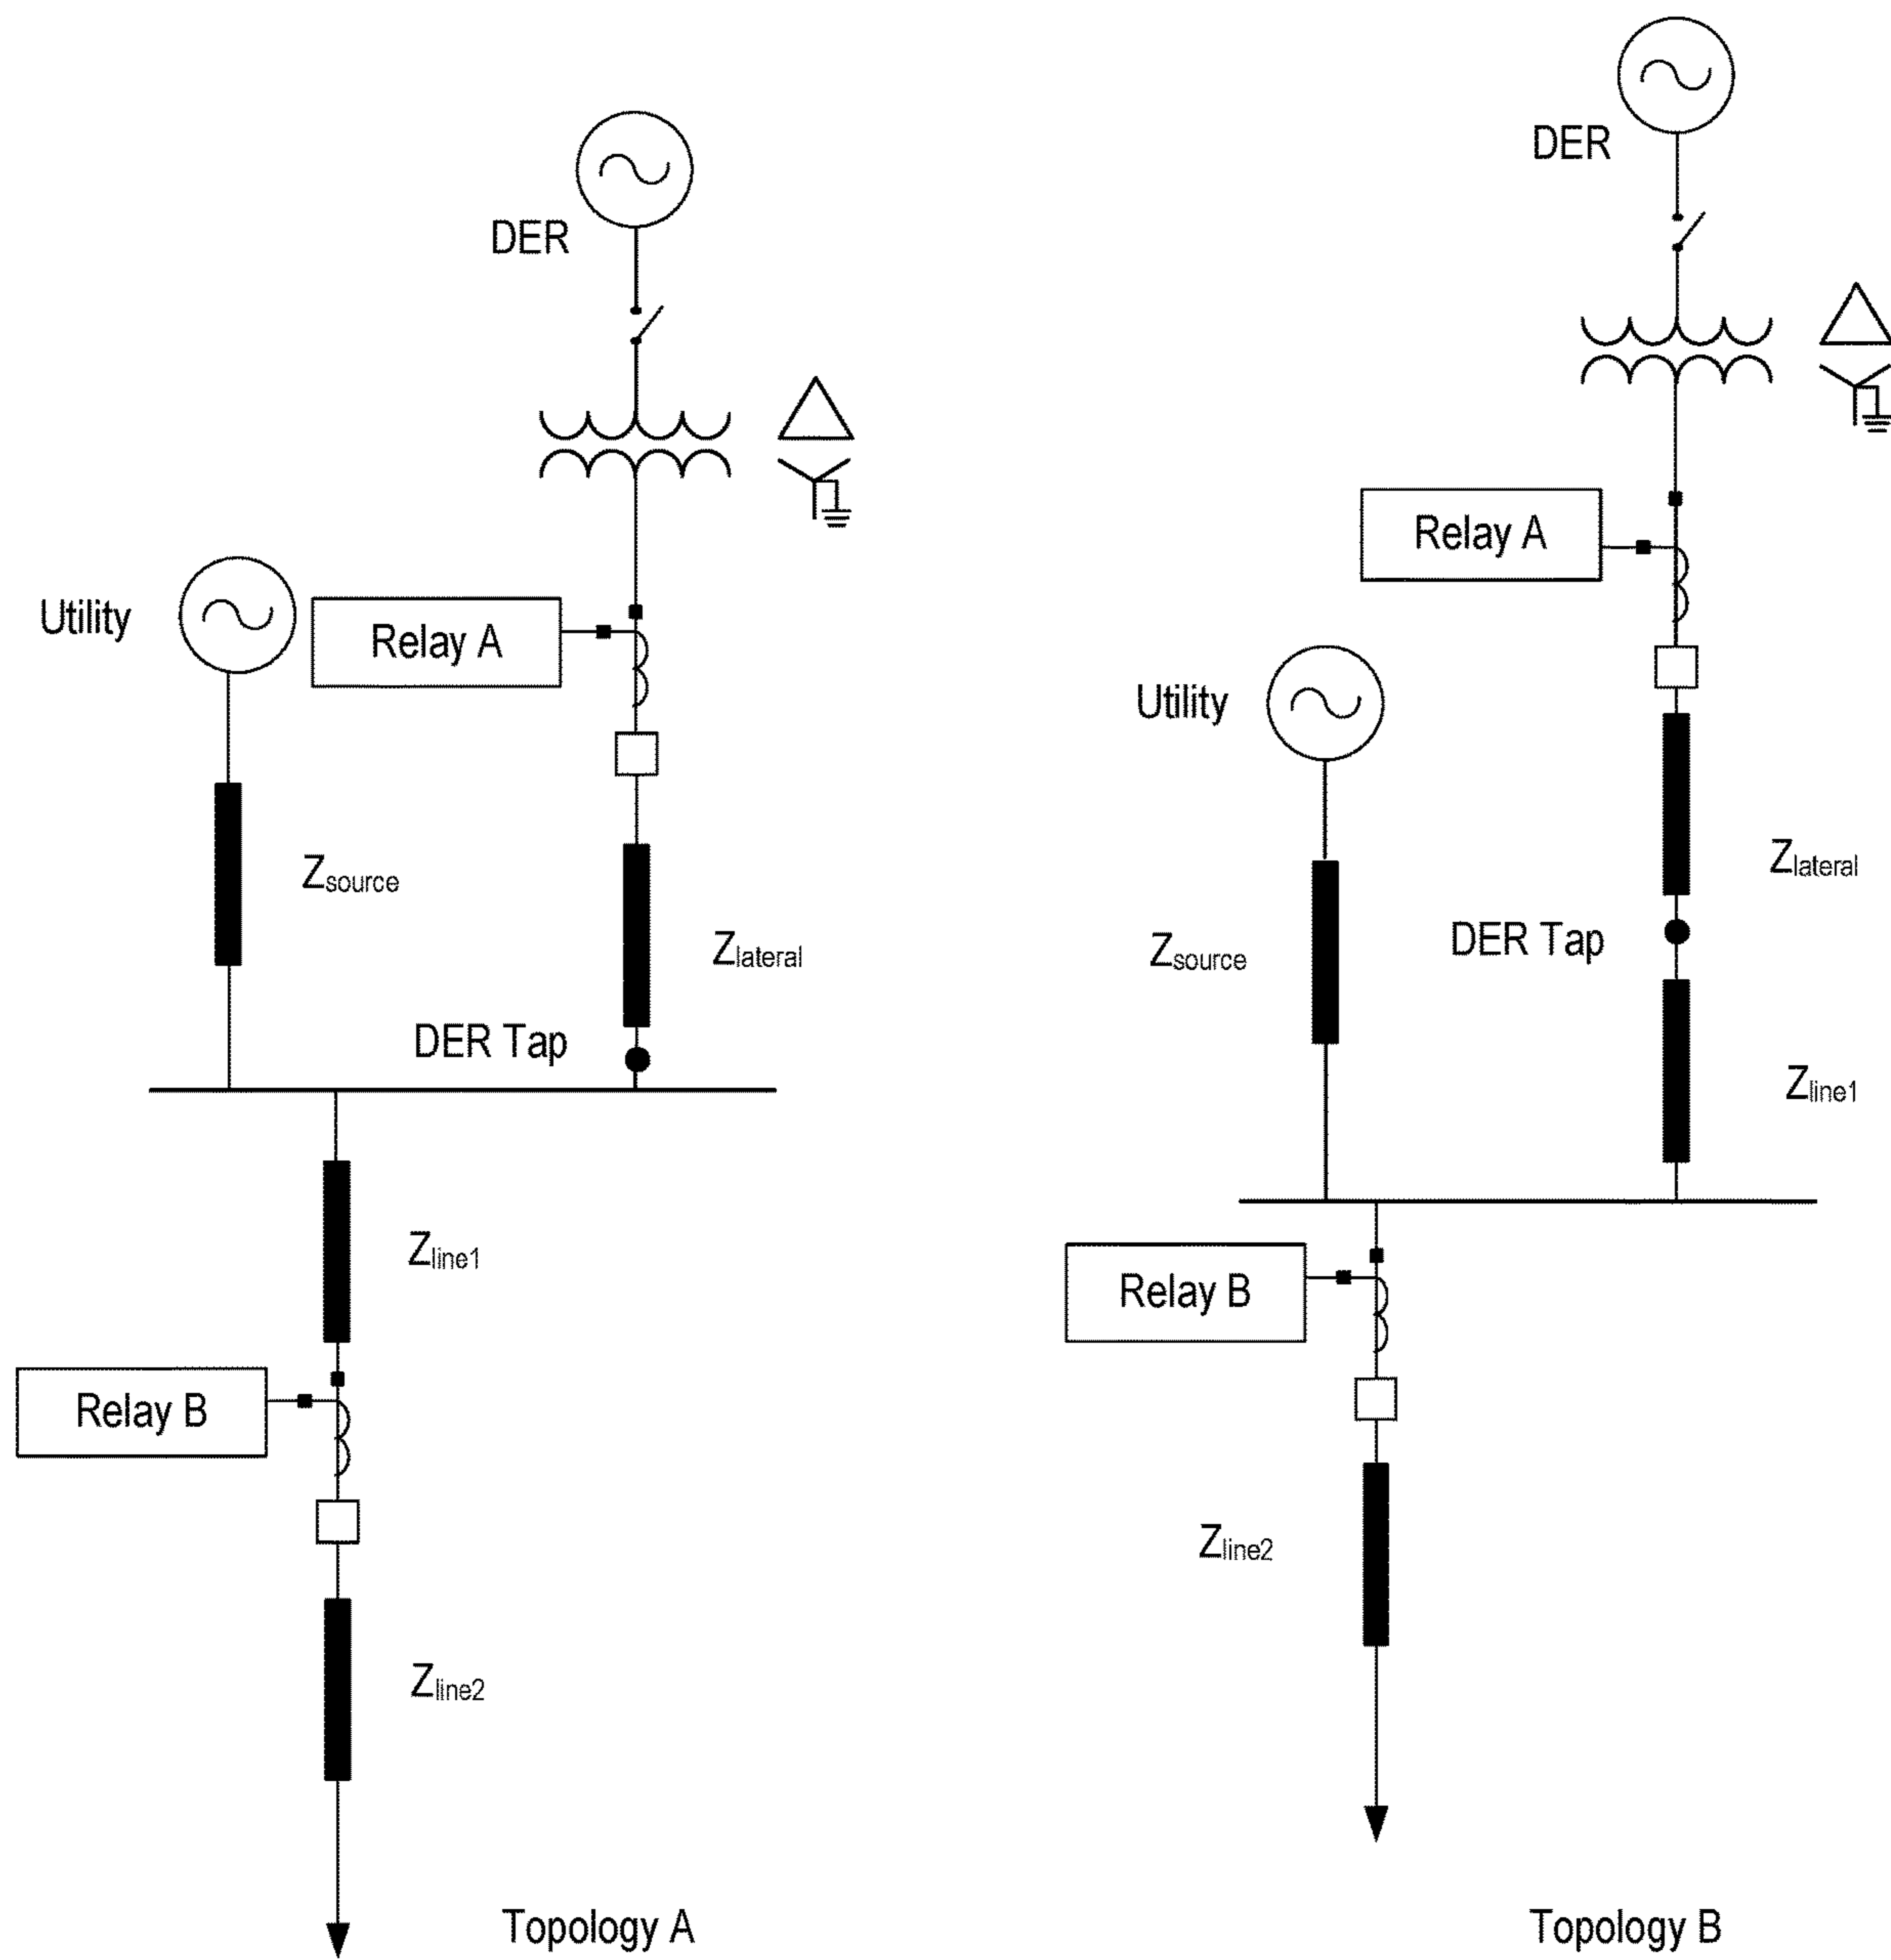 DER
Utility
Relay A
Zsource
Zlateral
DER Tap
Zline1
Relay B
Zline2
Topology A
DER
Relay A
Utility
Zlateral
DER Tap
Zsource
Zline1
Relay B
Zline2
Topology B